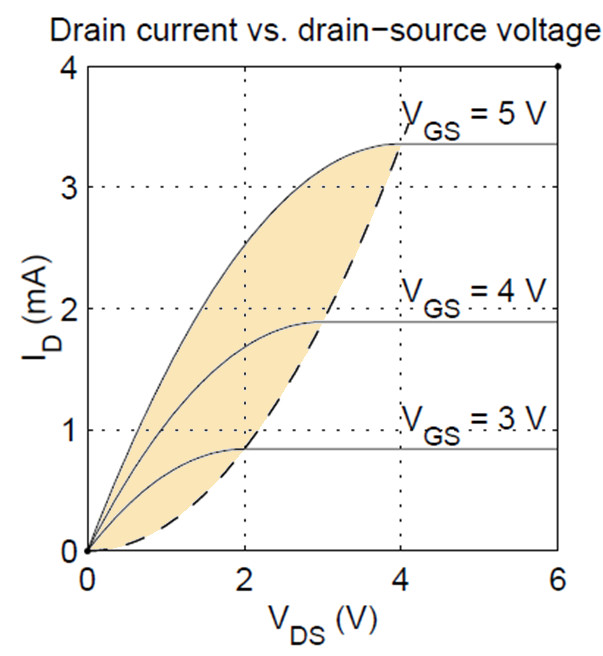 Drain current vs. drain−source voltage
4
V_GS = 5 V
3
V_GS = 4 V
2
I_D (mA)
V_GS = 3 V
1
0
0 2 4 6
V_DS (V)